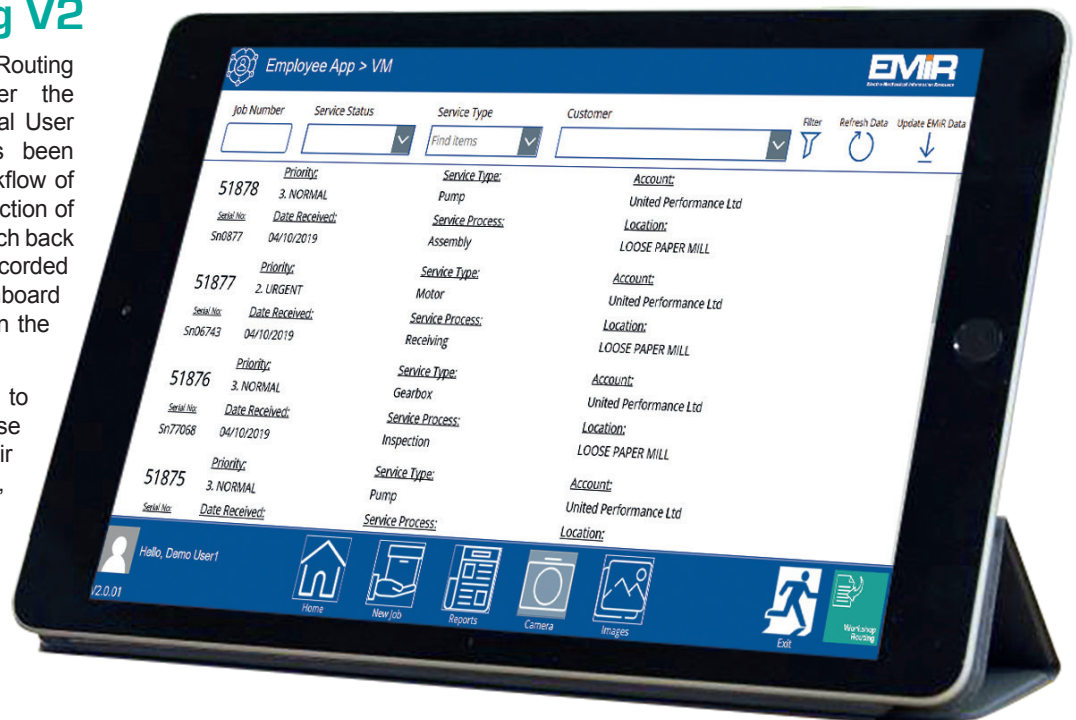 g V2
Routing
er the
al User
s been
kflow of
ction of
ch back
corded
board
n the
to
se
ir
,
Employee App > VM
EMiR
Electro Mechanical Information Resource
Job Number Service Status Service Type Customer
Find items
Filter Refresh Data Update EMiR Data
51878 Priority: Service Type: Account:
3. NORMAL Pump United Performance Ltd
Serial No: Date Received: Service Process: Location:
Sn0877 04/10/2019 Assembly LOOSE PAPER MILL
51877 Priority: Service Type: Account:
2. URGENT Motor United Performance Ltd
Serial No: Date Received: Service Process: Location:
Sn06743 04/10/2019 Receiving LOOSE PAPER MILL
51876 Priority: Service Type: Account:
3. NORMAL Gearbox United Performance Ltd
Serial No: Date Received: Service Process: Location:
Sn77068 04/10/2019 Inspection LOOSE PAPER MILL
51875 Priority: Service Type: Account:
3. NORMAL Pump United Performance Ltd
Serial No: Date Received: Service Process: Location:
Hello, Demo User1
V2.0.01
Home New Job Reports Camera Images Exit
Workshop
Routing